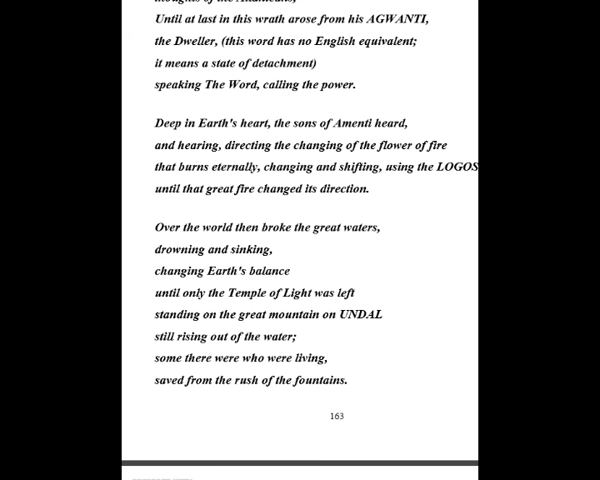 thoughts of the Atlanteans,
Until at last in this wrath arose from his AGWANTI,
the Dweller, (this word has no English equivalent;
it means a state of detachment)
speaking The Word, calling the power.
Deep in Earth's heart, the sons of Amenti heard,
and hearing, directing the changing of the flower of fire
that burns eternally, changing and shifting, using the LOGOS
until that great fire changed its direction.
Over the world then broke the great waters,
drowning and sinking,
changing Earth's balance
until only the Temple of Light was left
standing on the great mountain on UNDAL
still rising out of the water;
some there were who were living,
saved from the rush of the fountains.
163